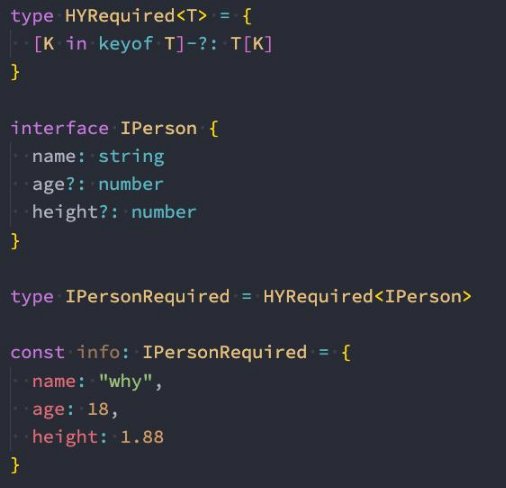 type HYRequired<T> = {
  [K in keyof T]-?: T[K]
}

interface IPerson {
  name: string
  age?: number
  height?: number
}

type IPersonRequired = HYRequired<IPerson>

const info: IPersonRequired = {
  name: "why",
  age: 18,
  height: 1.88
}